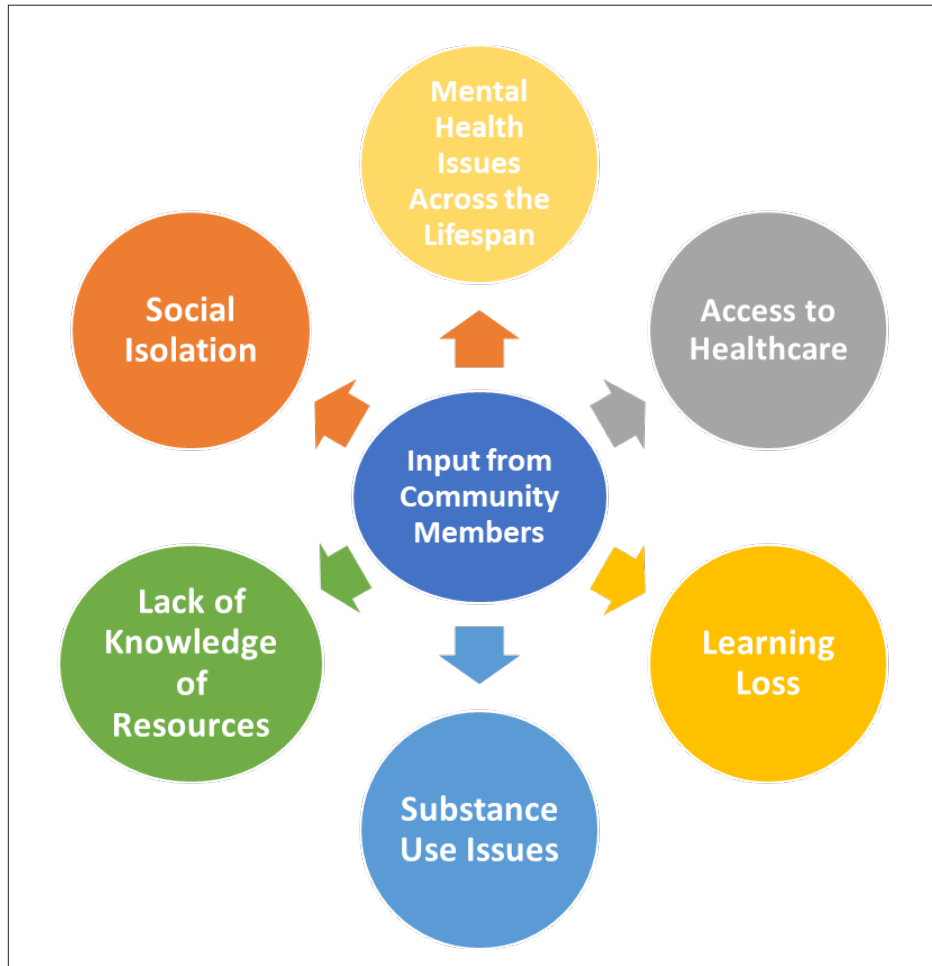 Mental
Health
Issues
Across the
Lifespan
Social
Isolation
Access to
Healthcare
Input from
Community
Members
Lack of
Knowledge
of
Resources
Learning
Loss
Substance
Use Issues